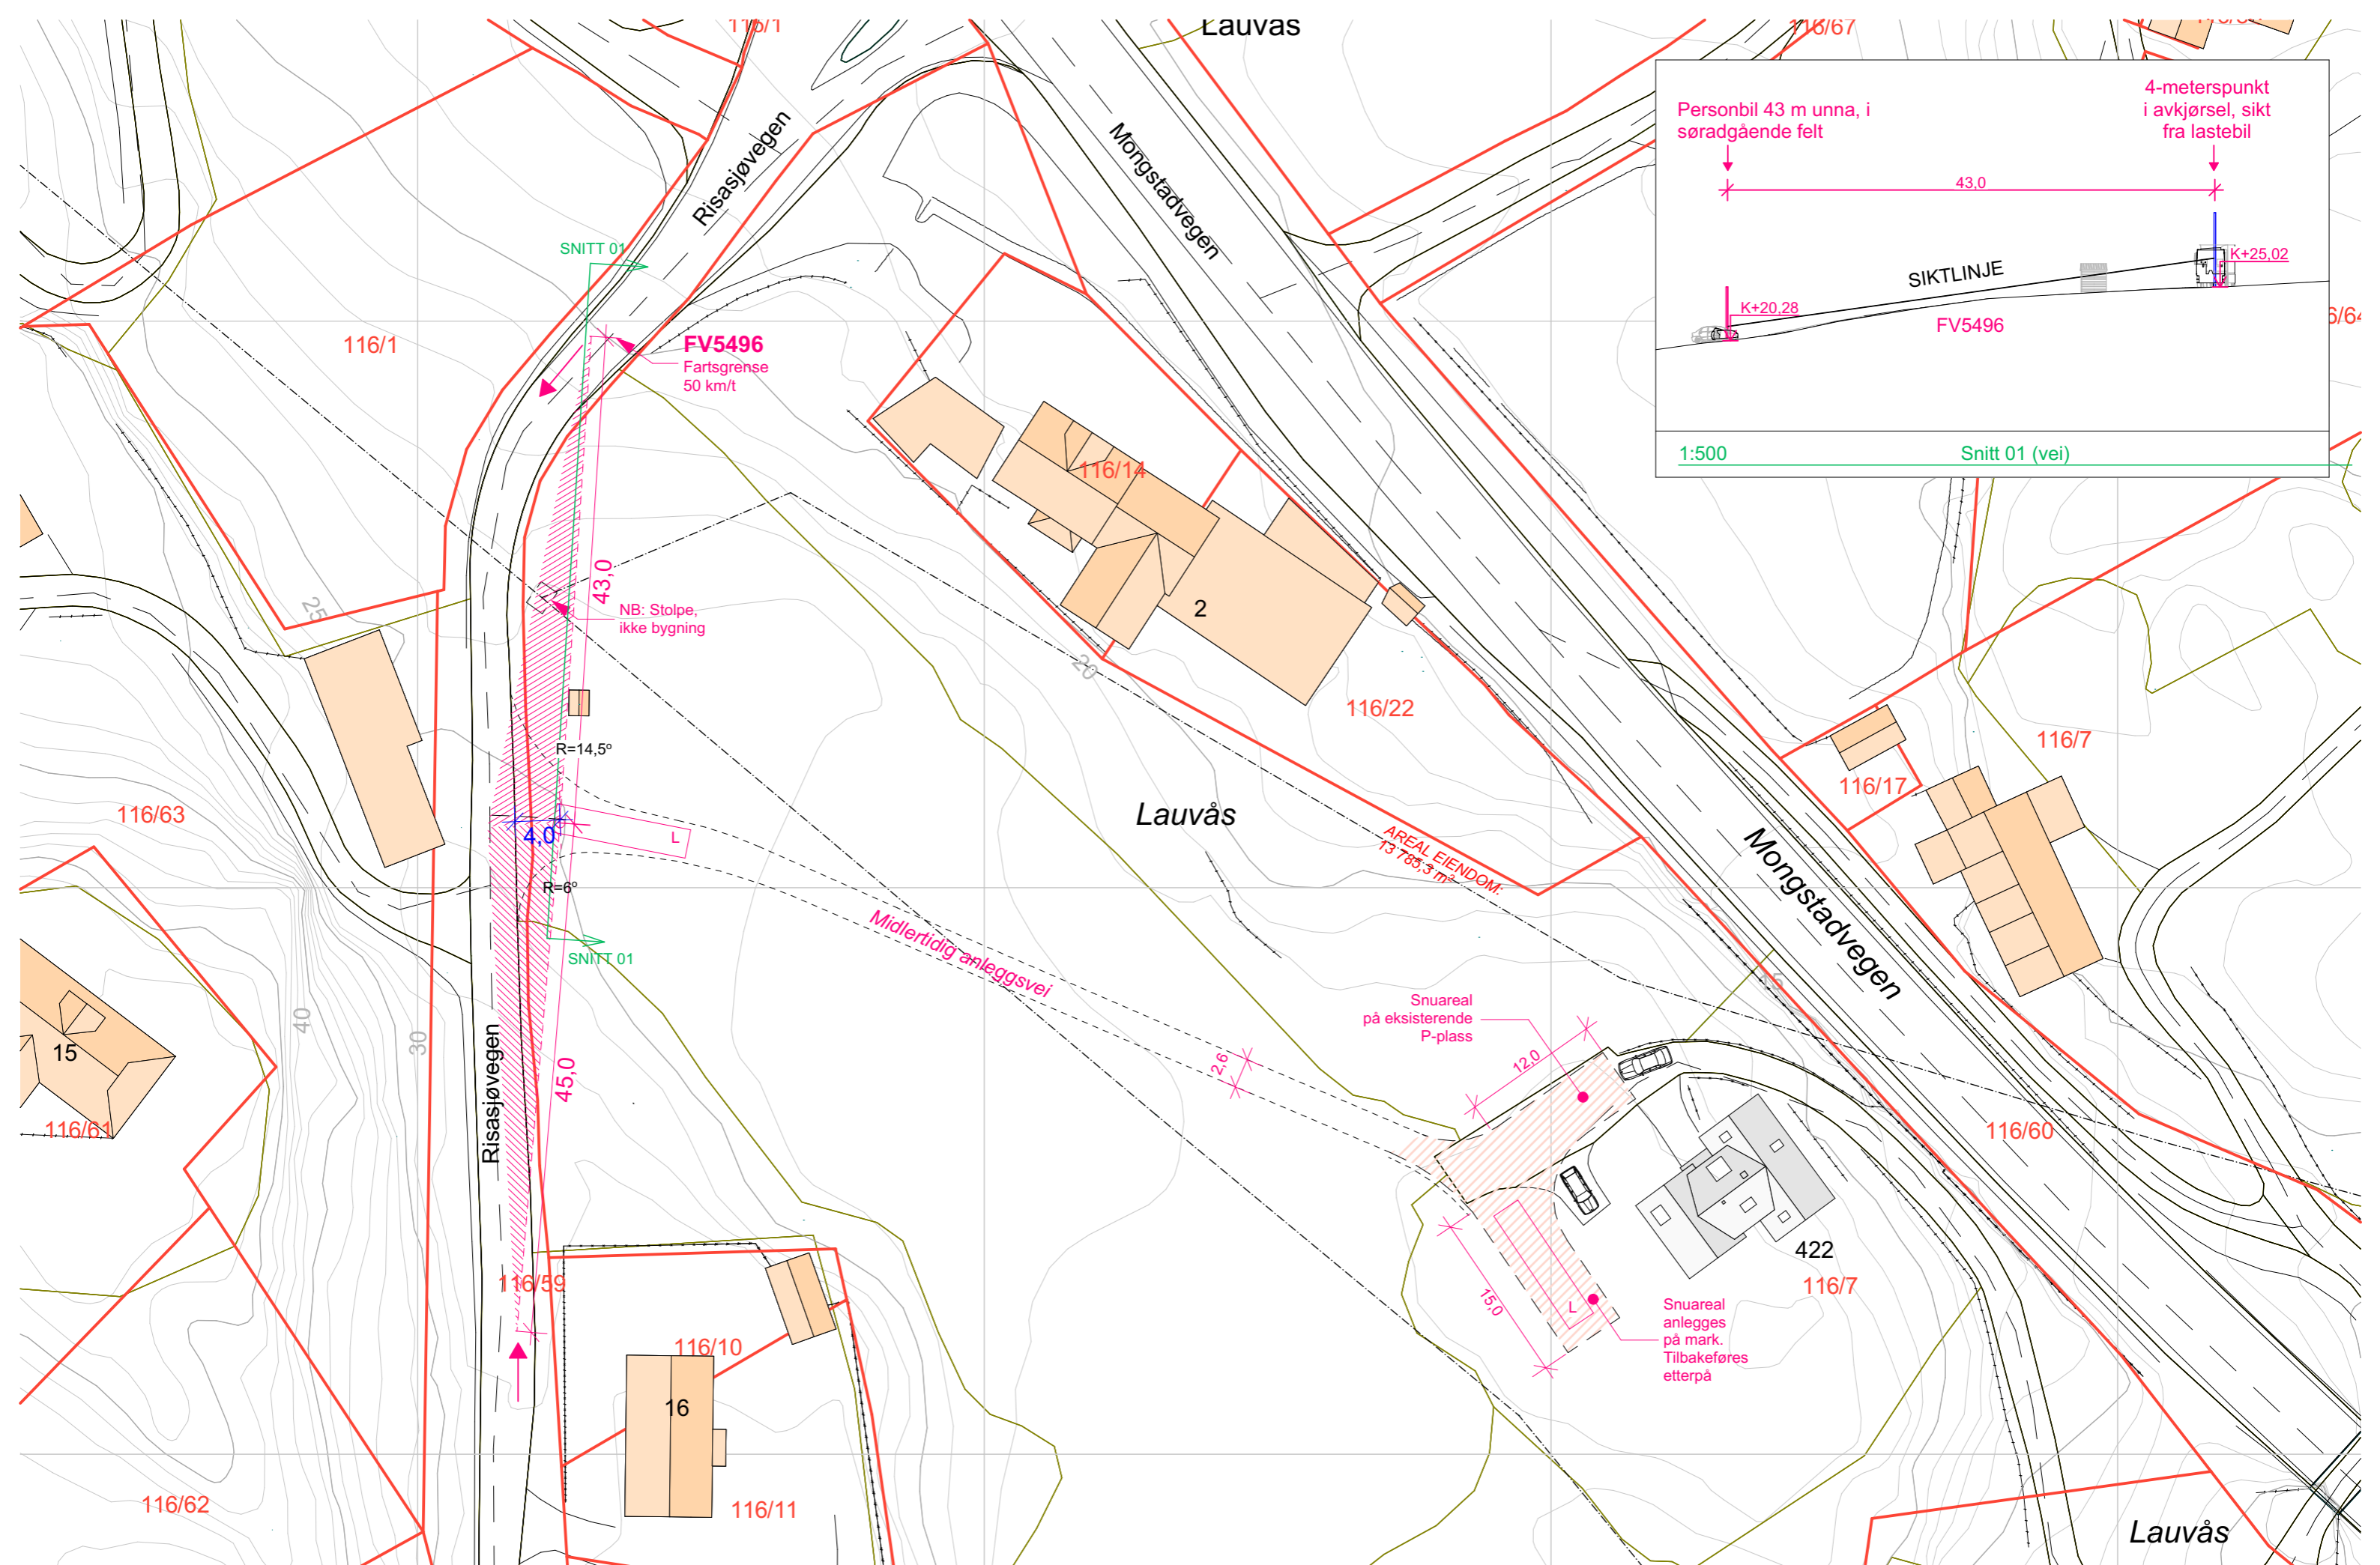 116/1
Lauvås
116/67
Risasjøvegen
Mongstadvegen
Personbil 43 m unna, i
søradgående felt
4-meterspunkt
i avkjørsel, sikt
fra lastebil
43,0
K+25,02
SIKTLINJE
K+20,28
FV5496
1:500
Snitt 01 (vei)
SNITT 01
116/1
FV5496
Fartsgrense
50 km/t
116/14
43,0
25
NB: Stolpe,
ikke bygning
2
20
116/22
116/7
R=14,5º
116/17
116/63
4,0
L
Lauvås
AREAL EIENDOM:
13 785,3 m²
Mongstadvegen
R=6º
SNITT 01
Midlertidig anleggsvei
Snuareal
på eksisterende
P-plass
40
30
15
Risasjøvegen
45,0
2,6
12,0
116/61
116/60
422
116/7
116/59
15,0
L
Snuareal
anlegges
på mark.
Tilbakeføres
etterpå
116/10
16
116/62
116/11
Lauvås